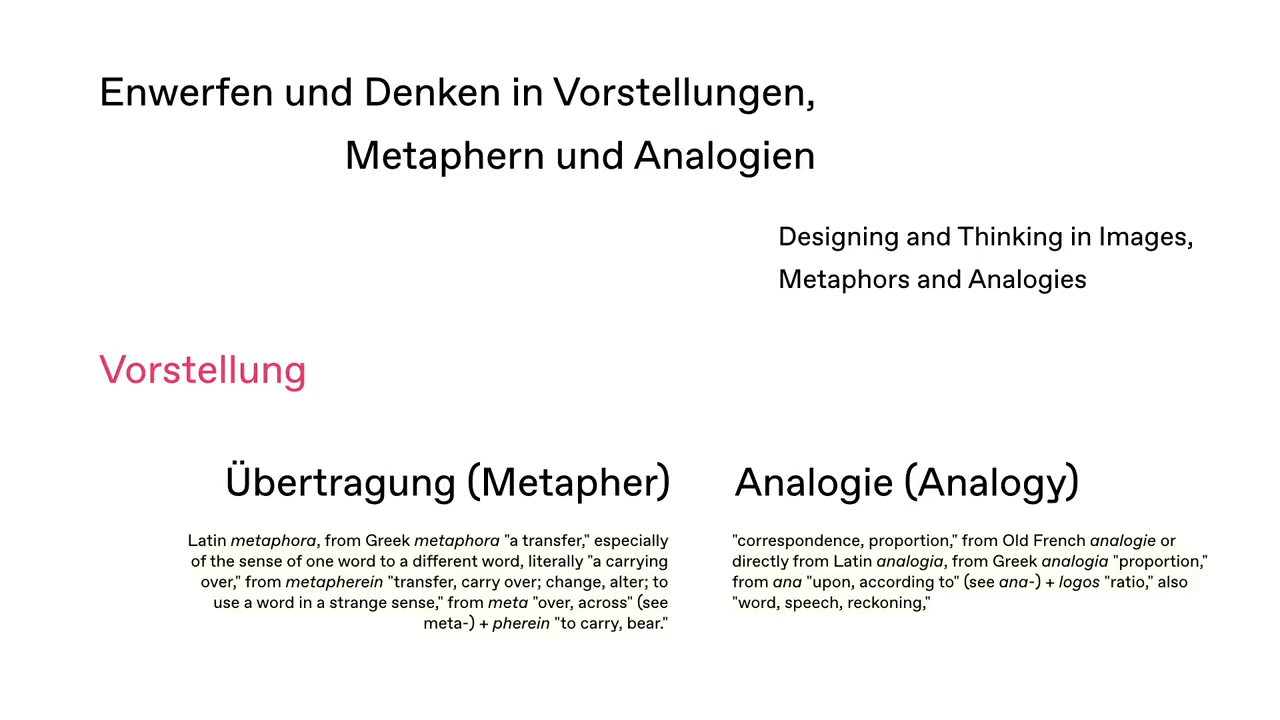 Enwerfen und Denken in Vorstellungen,
Metaphern und Analogien
Designing and Thinking in Images,
Metaphors and Analogies
Vorstellung
Übertragung (Metapher)
Latin metaphora, from Greek metaphora "a transfer," especially
of the sense of one word to a different word, literally "a carrying
over," from metapherein "transfer, carry over; change, alter; to
use a word in a strange sense," from meta "over, across" (see
meta-) + pherein "to carry, bear."
Analogie (Analogy)
"correspondence, proportion," from Old French analogie or
directly from Latin analogia, from Greek analogia "proportion,"
from ana "upon, according to" (see ana-) + logos "ratio," also
"word, speech, reckoning,"